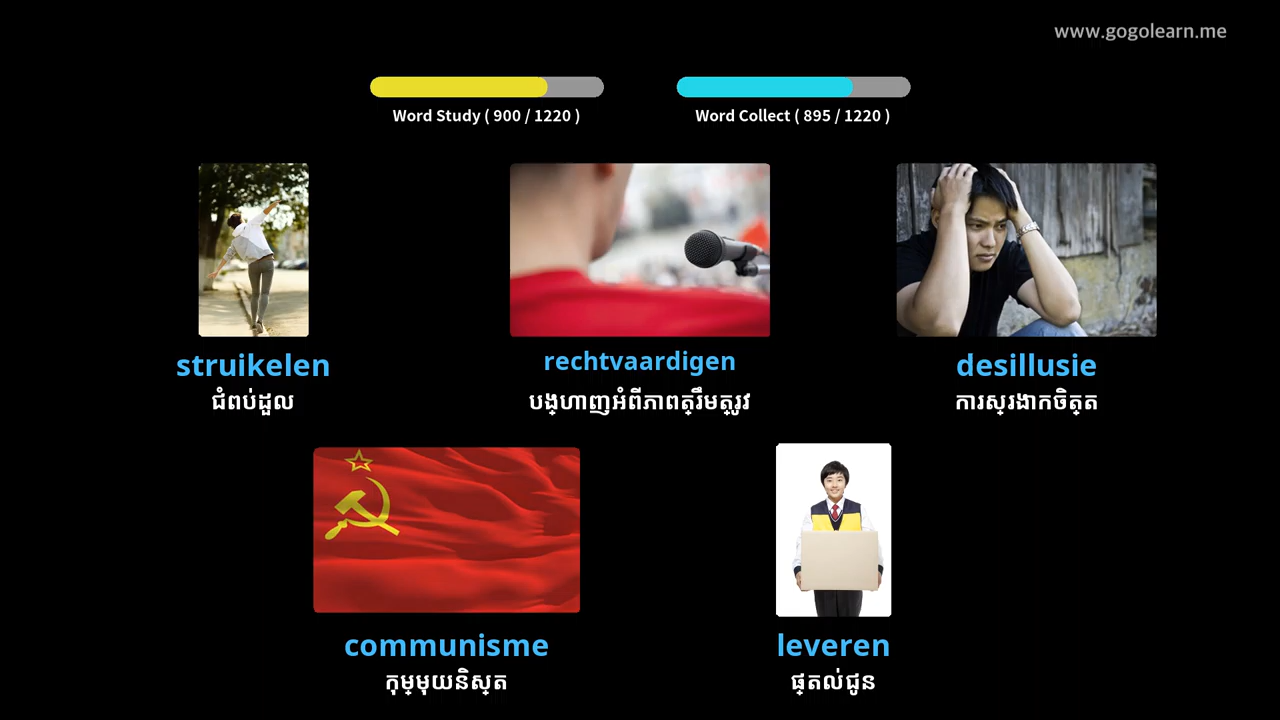 www.gogolearn.me
Word Study ( 900 / 1220 )
Word Collect ( 895 / 1220 )
struikelen
ជំពប់ដួល
rechtvaardigen
បង្ហាញអំពីភាពត្រឹមត្រូវ
desillusie
ការស្រងាកចិត្ត
communisme
កុម្មុយនិស្ត
leveren
ផ្តល់ជូន